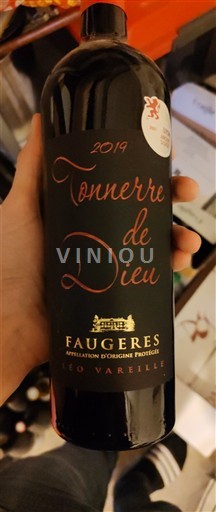 2019
Tonnerre
de
VINIOU
Dieu
FAUGERES
APPELLATION D'ORIGINE PROTÉGÉE
LÉO VAREILLE